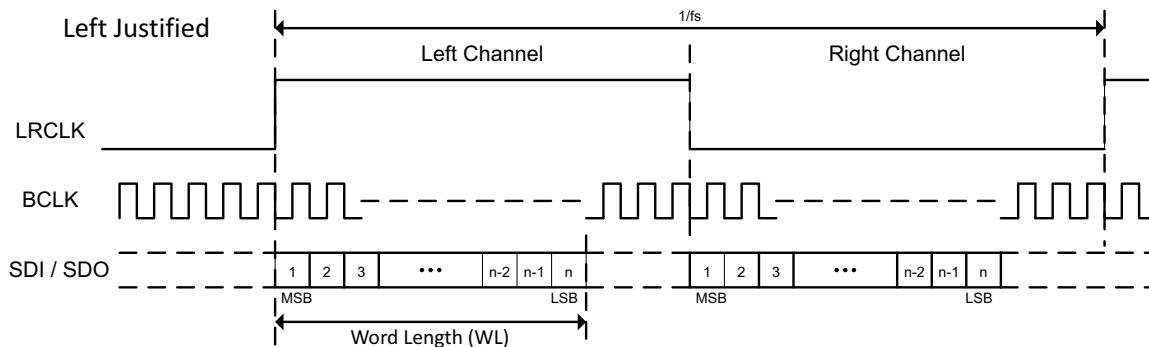 Left Justified
1/fs
Left Channel
Right Channel
LRCLK
BCLK
SDI / SDO
1 2 3 ••• n-2 n-1 n
1 2 3 ••• n-2 n-1 n
MSB LSB
MSB LSB
Word Length (WL)